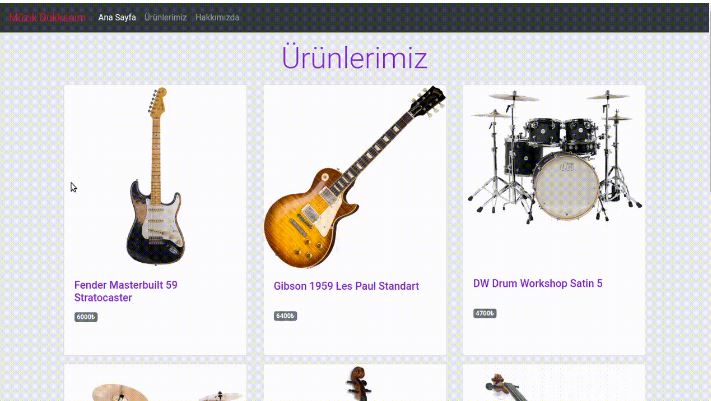 Müzik Dükkanım Ana Sayfa Ürünlerimiz Hakkımızda
Ürünlerimiz
Fender Masterbuilt 59
Stratocaster
6000₺
Gibson 1959 Les Paul Standart
6400₺
DW Drum Workshop Satin 5
4700₺